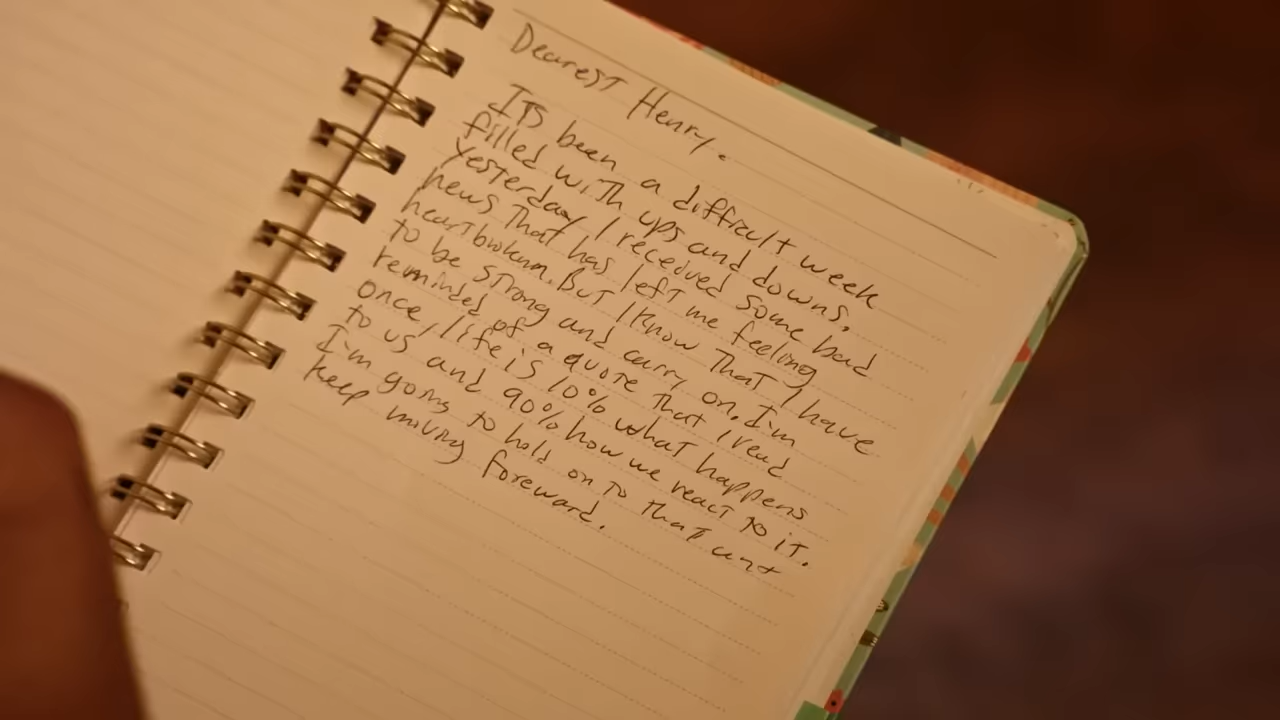 Dearest Henry.
It's been a difficult week
filled with ups and downs.
Yesterday I received some bad
news that has left me feeling
heartbroken. But I know that I have
to be strong and carry on. I'm
reminded of a quote that I read
once, life is 10% what happens
to us and 90% how we react to it.
I'm going to hold on to that and
keep moving foreward.